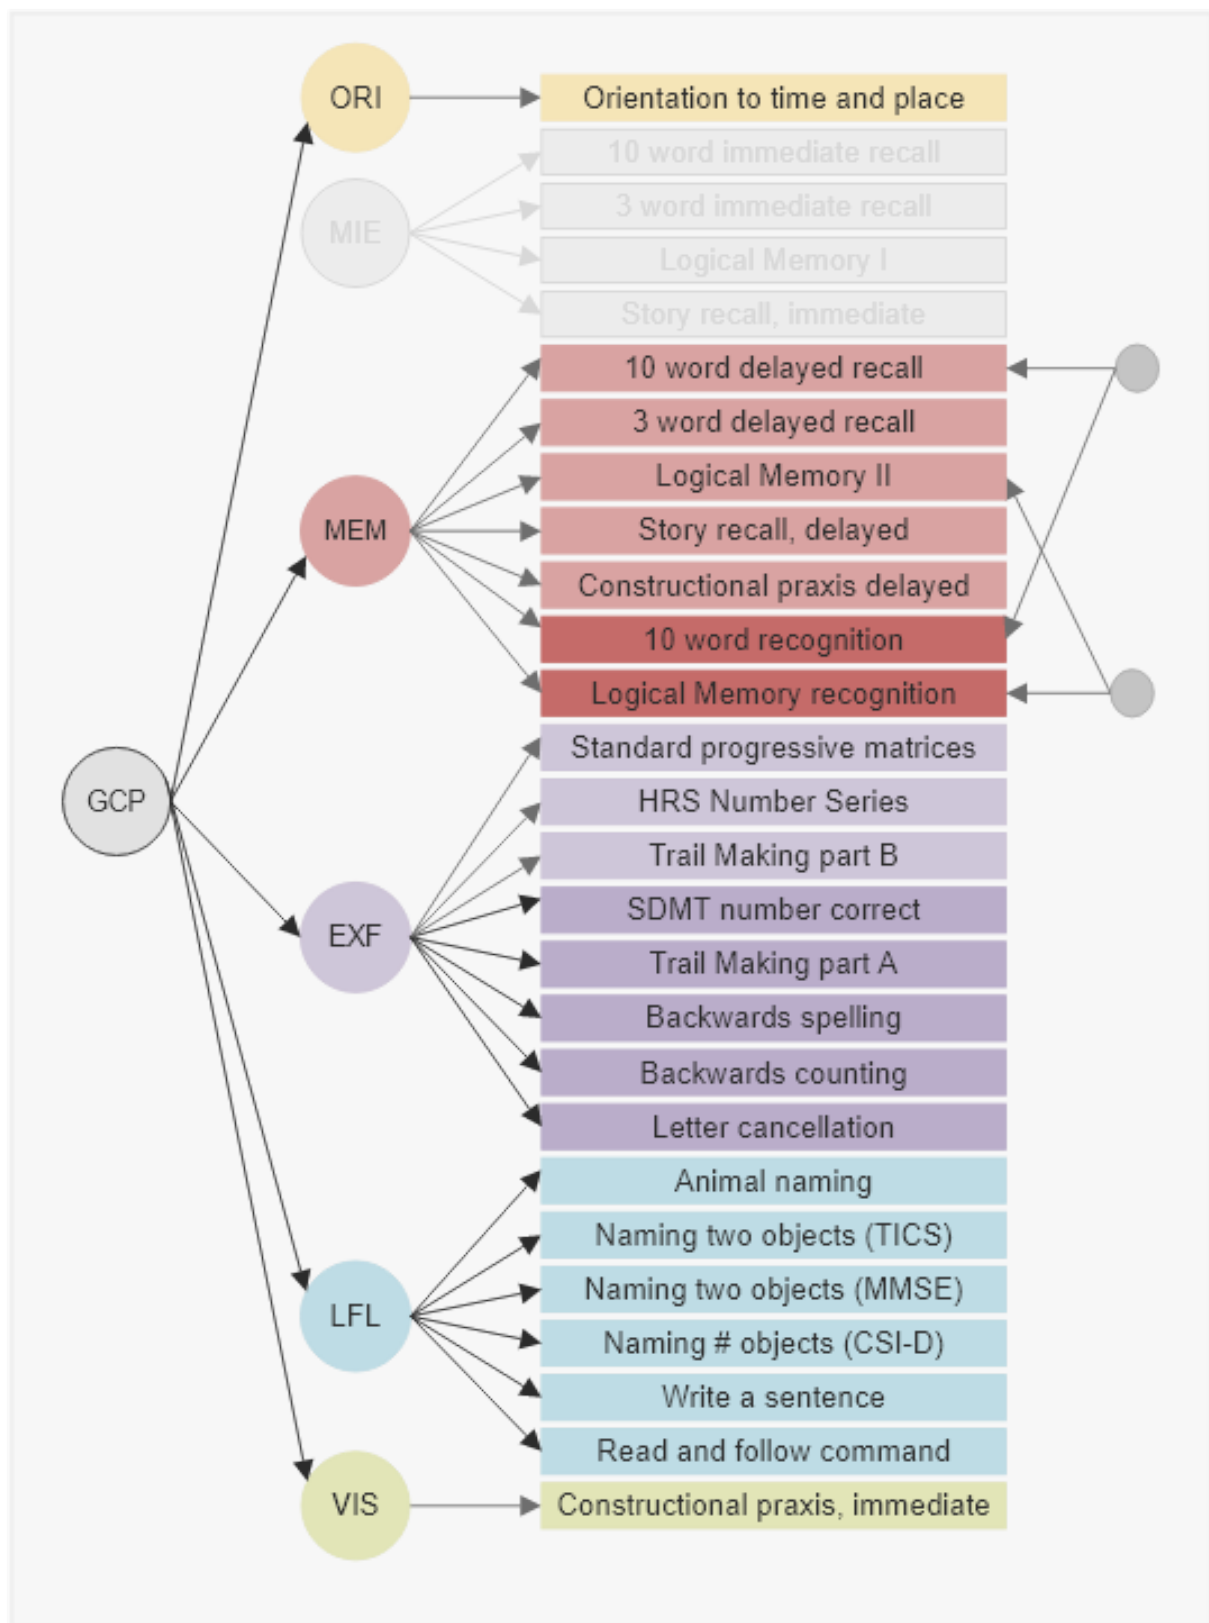 ORI
Orientation to time and place
10 word immediate recall
3 word immediate recall
MIE
Logical Memory I
Story recall, immediate
10 word delayed recall
3 word delayed recall
Logical Memory II
MEM
Story recall, delayed
Constructional praxis delayed
10 word recognition
Logical Memory recognition
Standard progressive matrices
GCP
HRS Number Series
Trail Making part B
SDMT number correct
EXF
Trail Making part A
Backwards spelling
Backwards counting
Letter cancellation
Animal naming
Naming two objects (TICS)
Naming two objects (MMSE)
LFL
Naming # objects (CSI-D)
Write a sentence
Read and follow command
VIS
Constructional praxis, immediate